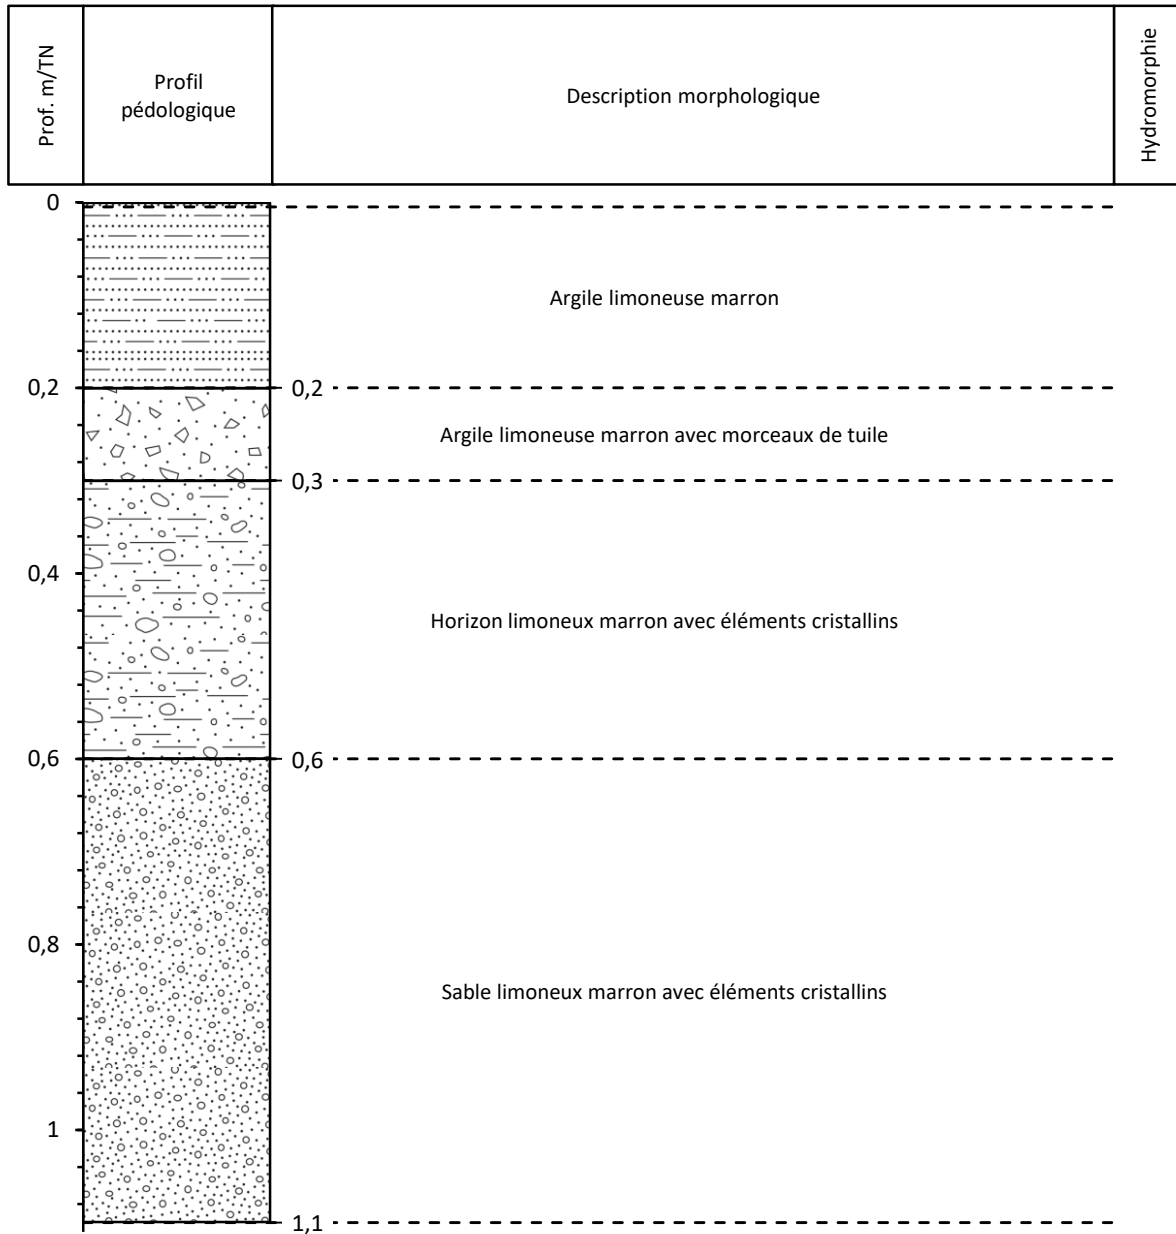 Prof. m/TN
Profil
pédologique
Description morphologique
Hydromorphie
0
Argile limoneuse marron
0,2
0,2
Argile limoneuse marron avec morceaux de tuile
0,3
0,4
Horizon limoneux marron avec éléments cristallins
0,6
0,6
0,8
Sable limoneux marron avec éléments cristallins
1
1,1